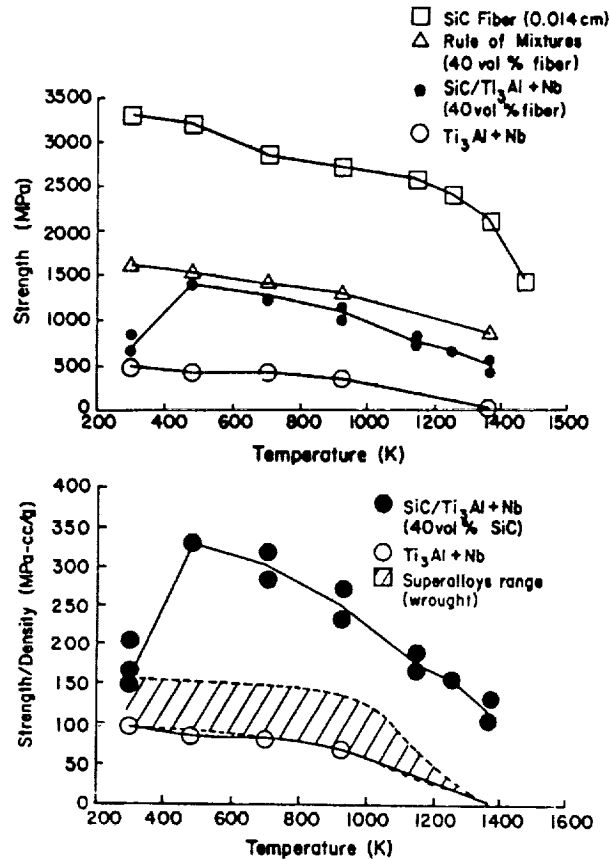 SiC Fiber (0.014 cm)
Rule of Mixtures
(40 vol % fiber)
SiC/Ti3Al + Nb
(40 vol % fiber)
Ti3Al + Nb
3500
3000
2500
2000
1500
1000
500
0
Strength (MPa)
200 400 600 800 1000 1200 1400 1500
Temperature (K)
400
350
300
250
200
150
100
50
0
Strength/Density (MPa-cc/g)
SiC/Ti3Al + Nb
(40 vol % SiC)
Ti3Al + Nb
Superalloys range
(wrought)
200 400 600 800 1000 1200 1400 1600
Temperature (K)